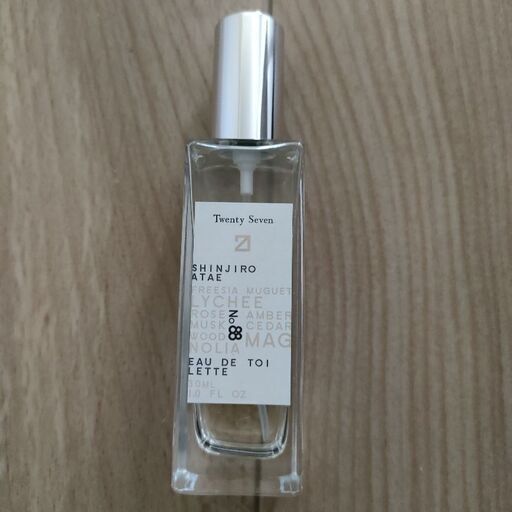 Twenty Seven
SHINJIRO
ATAE
FREESIA MUGUET
LYCHEE
ROSE AMBER
MUSK CEDAR
WOOD MAG
NOLIA
No 88
EAU DE TOI
LETTE
30ML
1.0 FL OZ